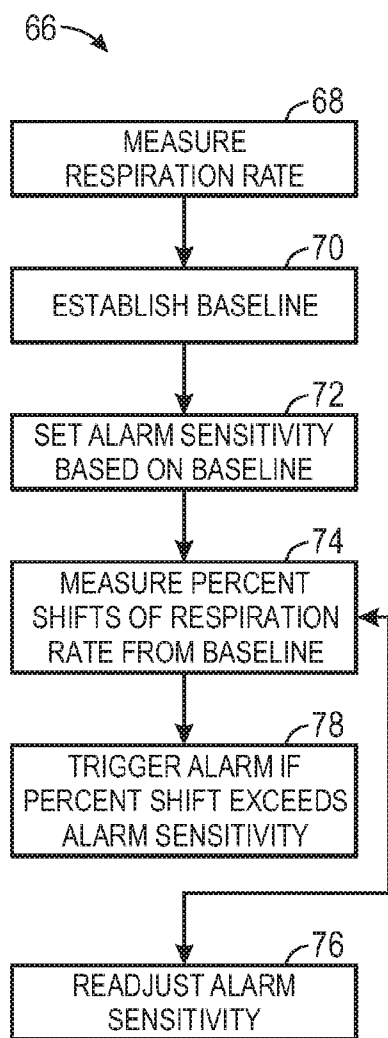 66
68
MEASURE
RESPIRATION RATE
70
ESTABLISH BASELINE
72
SET ALARM SENSITIVITY
BASED ON BASELINE
74
MEASURE PERCENT
SHIFTS OF RESPIRATION
RATE FROM BASELINE
78
TRIGGER ALARM IF
PERCENT SHIFT EXCEEDS
ALARM SENSITIVITY
76
READJUST ALARM
SENSITIVITY